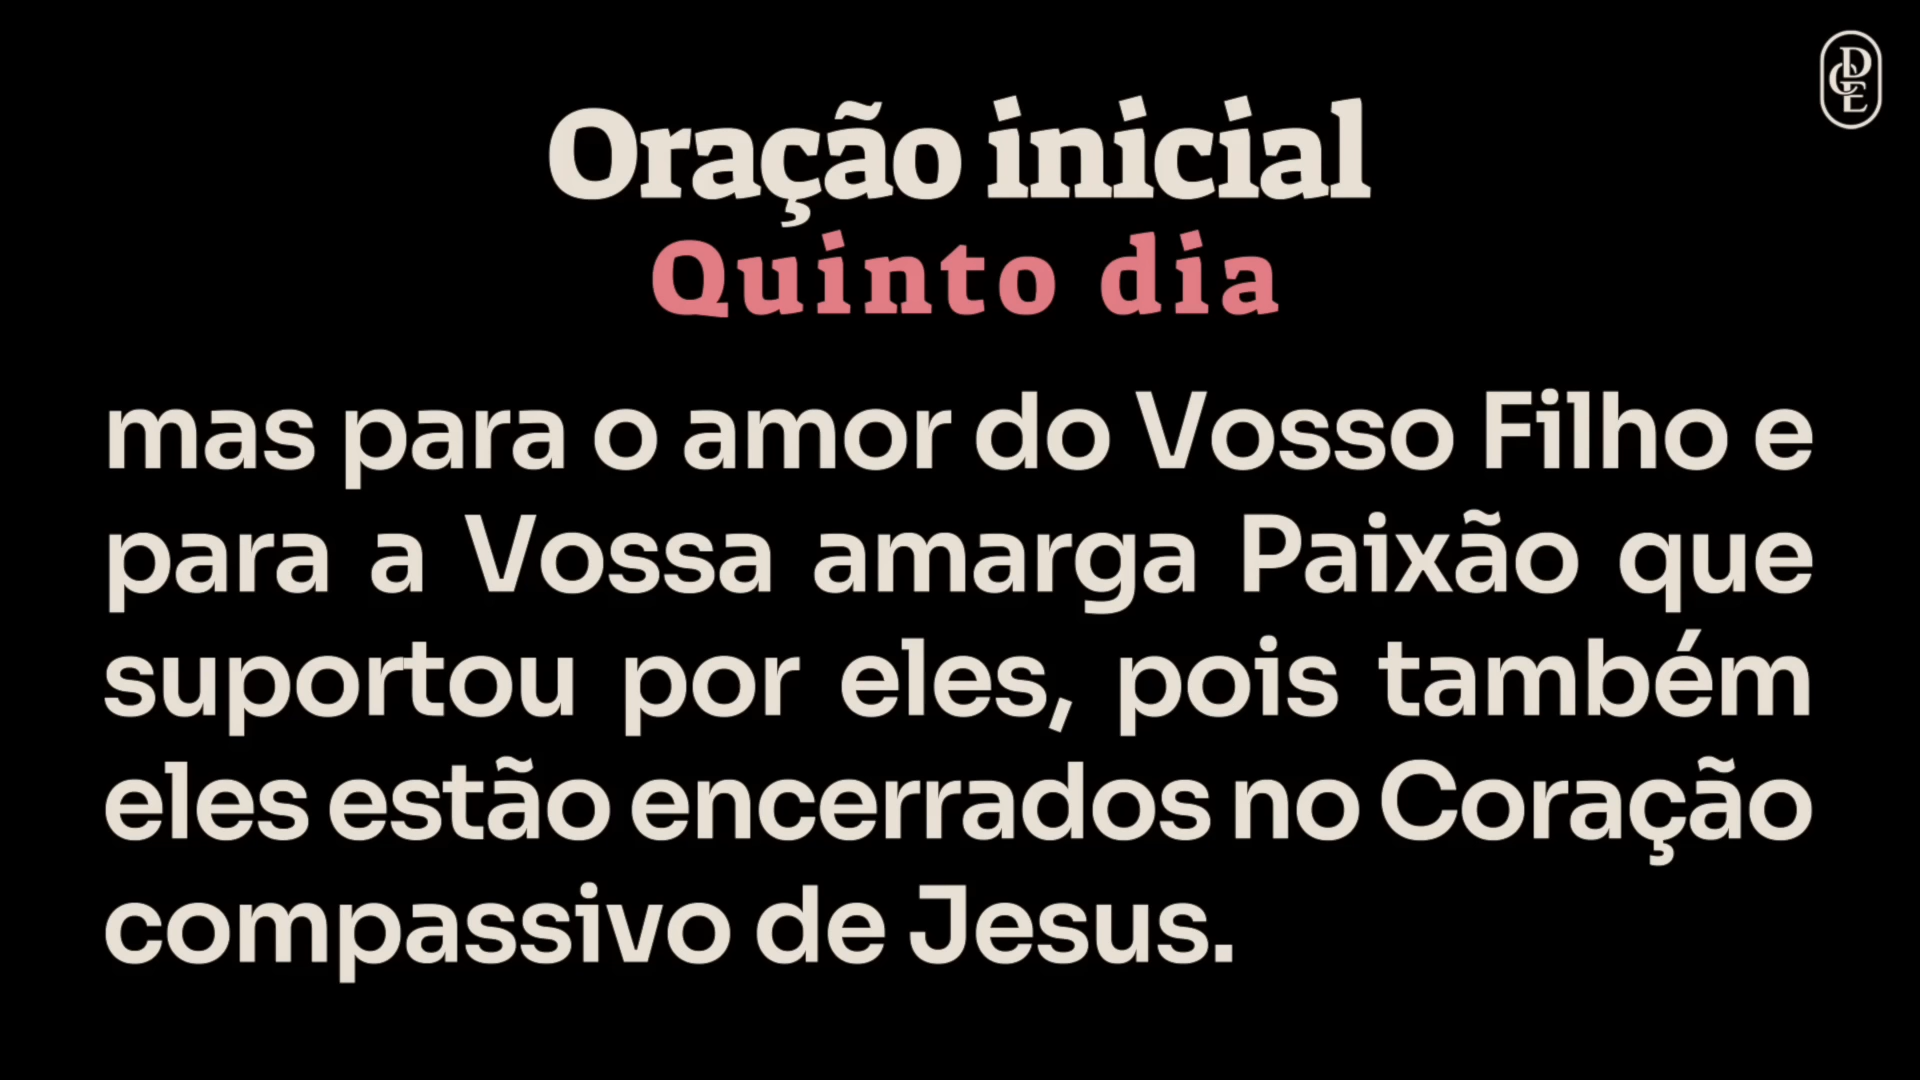 Oração inicial
Quinto dia
mas para o amor do Vosso Filho e
para a Vossa amarga Paixão que
suportou por eles, pois também
eles estão encerrados no Coração
compassivo de Jesus.